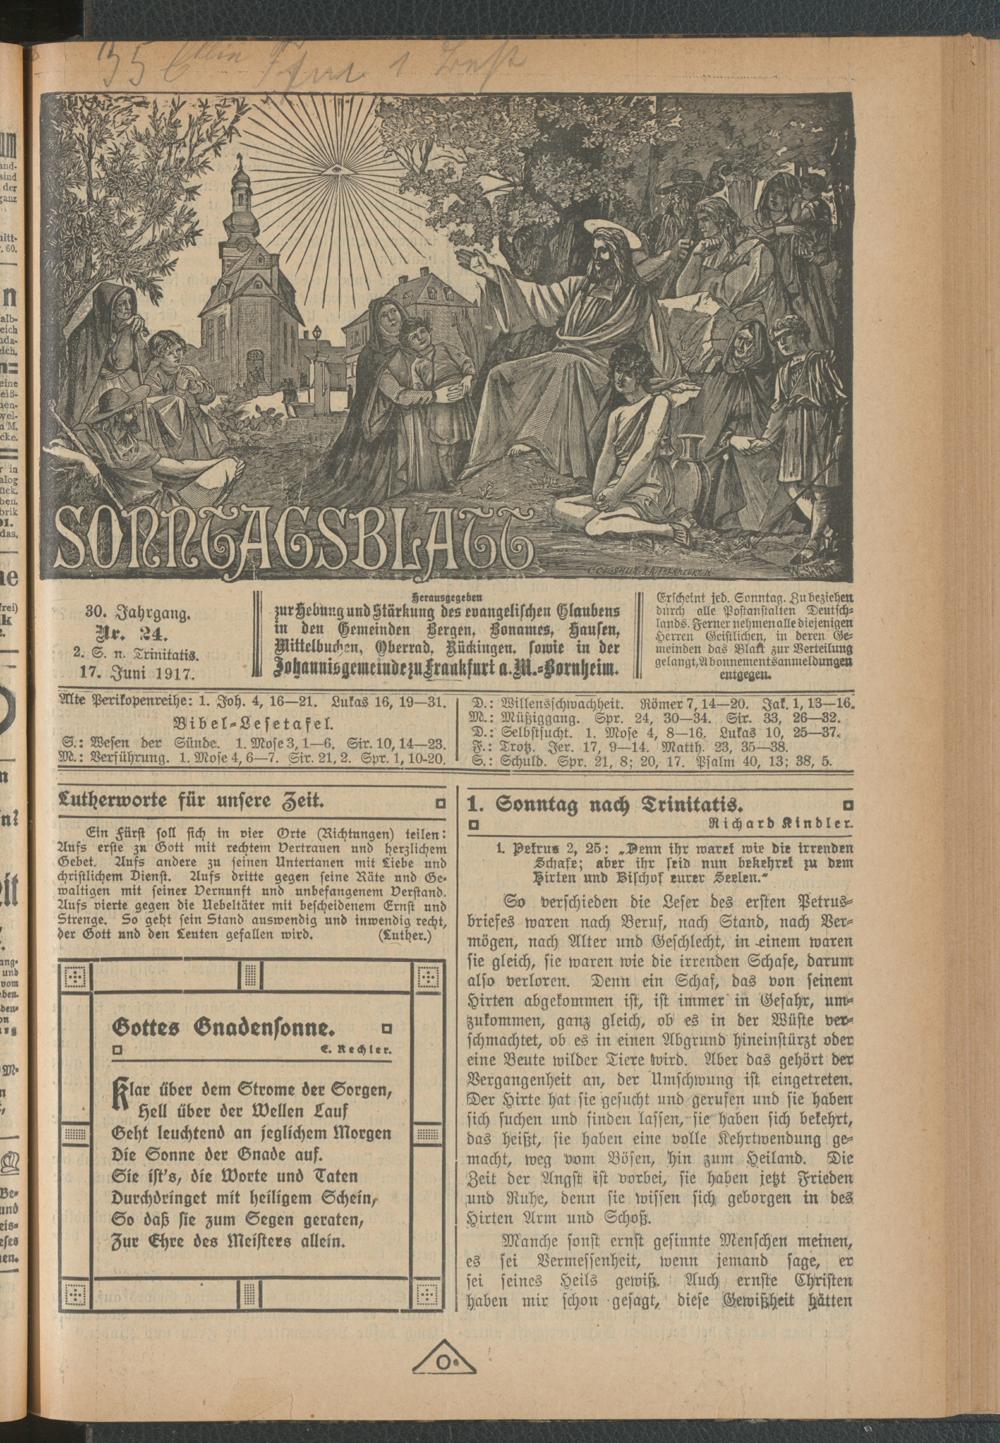 SONNTAGSBLATT
30. Jahrgang.
Nr. 24.
2. S. n. Trinitatis.
17. Juni 1917.
Herausgegeben
zur Hebung und Stärkung des evangelischen Glaubens
in den Gemeinden Bergen, Bonames, Hausen,
Mittelbuchen, Oberrad, Rückingen, sowie in der
Johannisgemeinde zu Frankfurt a. M.-Bornheim.
Erscheint jed. Sonntag. Zu beziehen
durch alle Postanstalten Deutsch-
lands. Ferner nehmen alle diejenigen
Herren Geistlichen, in deren Ge-
meinden das Blatt zur Verteilung
gelangt, Abonnementsanmeldungen
entgegen.
Alte Perikopenreihe: 1. Joh. 4, 16—21. Lukas 16, 19—31.
Bibel-Lesetafel.
S.: Wesen der Sünde. 1. Mose 3, 1—6. Sir. 10, 14—23.
M.: Verführung. 1. Mose 4, 6—7. Sir. 21, 2. Spr. 1, 10-20.
D.: Willensschwachheit. Römer 7, 14—20. Jak. 1, 13—16.
M.: Müßiggang. Spr. 24, 30—34. Sir. 33, 26—32.
D.: Selbstsucht. 1. Mose 4, 8—16. Lukas 10, 25—37.
F.: Trotz. Jer. 17, 9—14. Matth. 23, 35—38.
S.: Schuld. Spr. 21, 8; 20, 17. Psalm 40, 13; 38, 5.
Lutherworte für unsere Zeit.
Ein Fürst soll sich in vier Orte (Richtungen) teilen:
Aufs erste zu Gott mit rechtem Vertrauen und herzlichem
Gebet. Aufs andere zu seinen Untertanen mit Liebe und
christlichem Dienst. Aufs dritte gegen seine Räte und Ge-
waltigen mit seiner Vernunft und unbefangenem Verstand.
Aufs vierte gegen die Uebeltäter mit bescheidenem Ernst und
Strenge. So geht sein Stand auswendig und inwendig recht,
der Gott und den Leuten gefallen wird. (Luther.)
Gottes Gnadensonne.
E. Rechler.
Klar über dem Strome der Sorgen,
Hell über der Wellen Lauf
Geht leuchtend an jeglichem Morgen
Die Sonne der Gnade auf.
Sie ist's, die Worte und Taten
Durchdringet mit heiligem Schein,
So daß sie zum Segen geraten,
Zur Ehre des Meisters allein.
1. Sonntag nach Trinitatis.
Richard Kindler.
1. Petrus 2, 25: „Denn ihr waret wie die irrenden
Schafe; aber ihr seid nun bekehret zu dem
Hirten und Bischof eurer Seelen."
So verschieden die Leser des ersten Petrus-
briefes waren nach Beruf, nach Stand, nach Ver-
mögen, nach Alter und Geschlecht, in einem waren
sie gleich, sie waren wie die irrenden Schafe, darum
also verloren. Denn ein Schaf, das von seinem
Hirten abgekommen ist, ist immer in Gefahr, um-
zukommen, ganz gleich, ob es in der Wüste ver-
schmachtet, ob es in einen Abgrund hineinstürzt oder
eine Beute wilder Tiere wird. Aber das gehört der
Vergangenheit an, der Umschwung ist eingetreten.
Der Hirte hat sie gesucht und gerufen und sie haben
sich suchen und finden lassen, sie haben sich bekehrt,
das heißt, sie haben eine volle Kehrtwendung ge-
macht, weg vom Bösen, hin zum Heiland. Die
Zeit der Angst ist vorbei, sie haben jetzt Frieden
und Ruhe, denn sie wissen sich geborgen in des
Hirten Arm und Schoß.
Manche sonst ernst gesinnte Menschen meinen,
es sei Vermessenheit, wenn jemand sage, er
sei seines Heils gewiß. Auch ernste Christen
haben mir schon gesagt, diese Gewißheit hätten